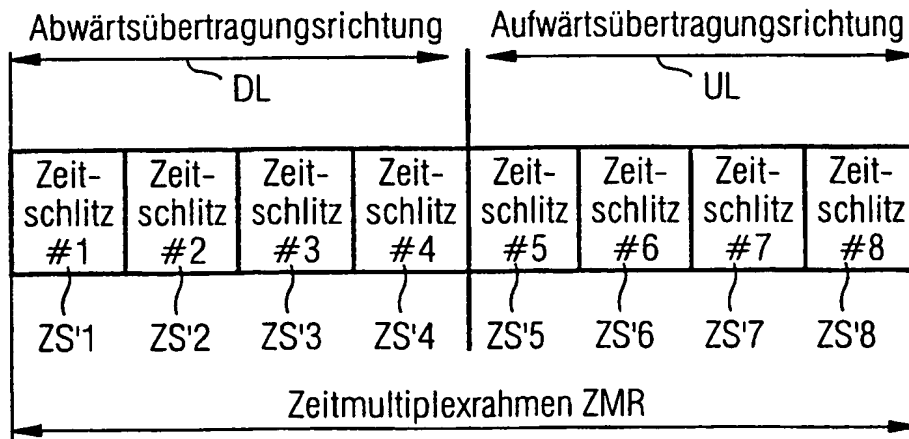 Abwärtsübertragungsrichtung Aufwärtsübertragungsrichtung
DL UL
Zeit- Zeit- Zeit- Zeit- Zeit- Zeit- Zeit- Zeit-
schlitz schlitz schlitz schlitz schlitz schlitz schlitz schlitz
#1 #2 #3 #4 #5 #6 #7 #8
ZS'1 ZS'2 ZS'3 ZS'4 ZS'5 ZS'6 ZS'7 ZS'8
Zeitmultiplexrahmen ZMR